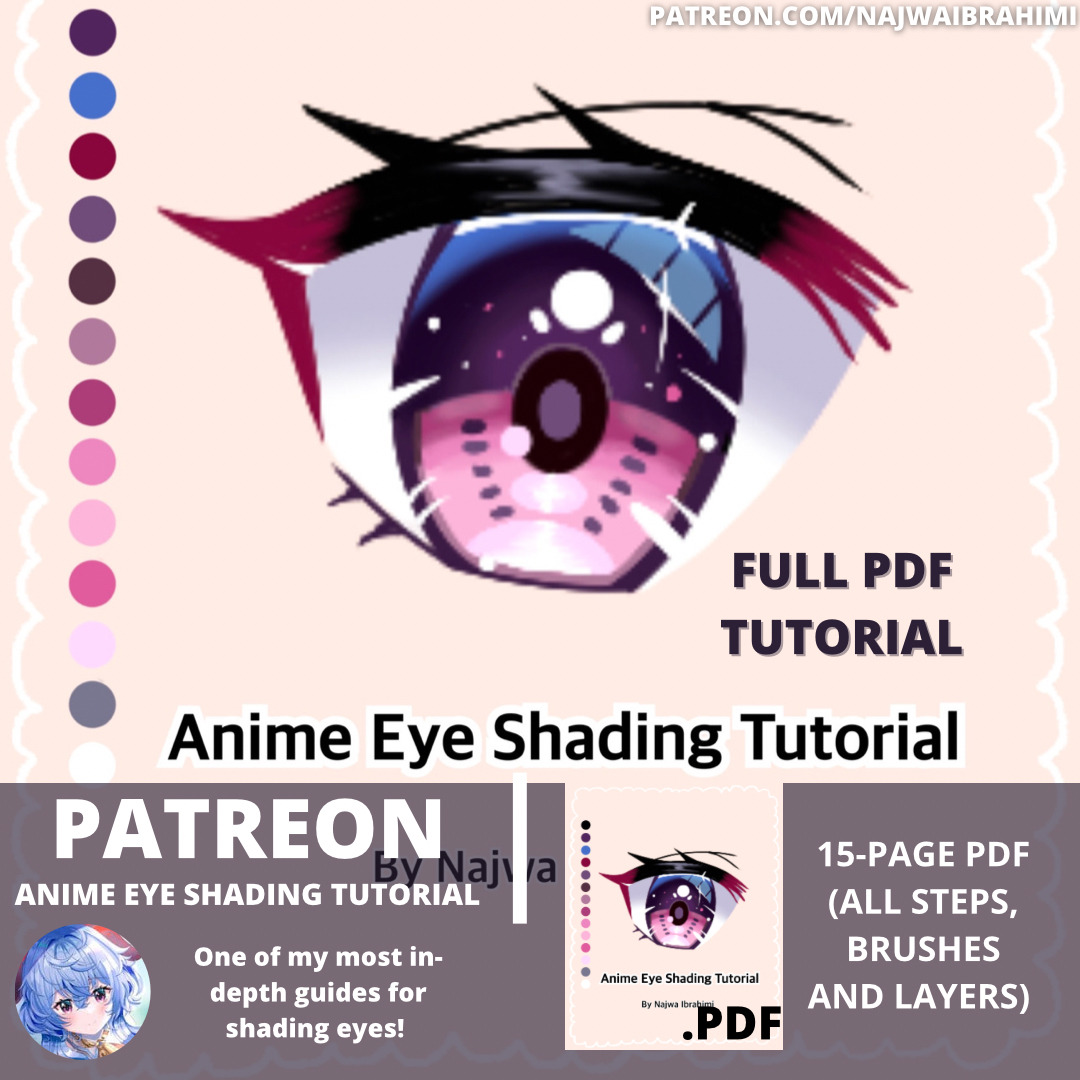 PATREON.COM/NAJWAIBRAHIMI
FULL PDF
TUTORIAL
Anime Eye Shading Tutorial
By Najwa
PATREON
ANIME EYE SHADING TUTORIAL
One of my most in-
depth guides for
shading eyes!
Anime Eye Shading Tutorial
By Najwa Ibrahimi
.PDF
15-PAGE PDF
(ALL STEPS,
BRUSHES
AND LAYERS)